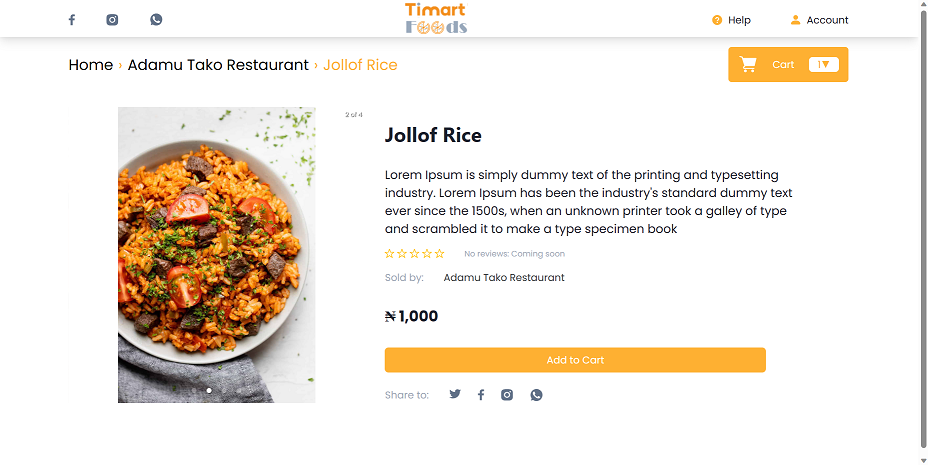 Timart
Foods
Help
Account
Home › Adamu Tako Restaurant › Jollof Rice
Cart
1▼
2 of 4
Jollof Rice
Lorem Ipsum is simply dummy text of the printing and typesetting
industry. Lorem Ipsum has been the industry's standard dummy text
ever since the 1500s, when an unknown printer took a galley of type
and scrambled it to make a type specimen book
No reviews: Coming soon
Sold by: Adamu Tako Restaurant
₦ 1,000
Add to Cart
Share to: